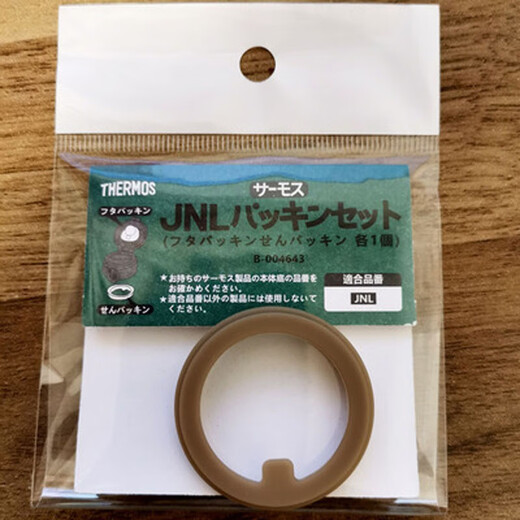 THERMOS
サーモス
JNLパッキンセット
(フタパッキンせんパッキン 各1個)
B-004643
フタパッキン
せんパッキン
★お持ちのサーモス製品の本体底の品番を
お確かめください。
★適合品番以外の製品には使用しないで
ください。
適合品番
JNL